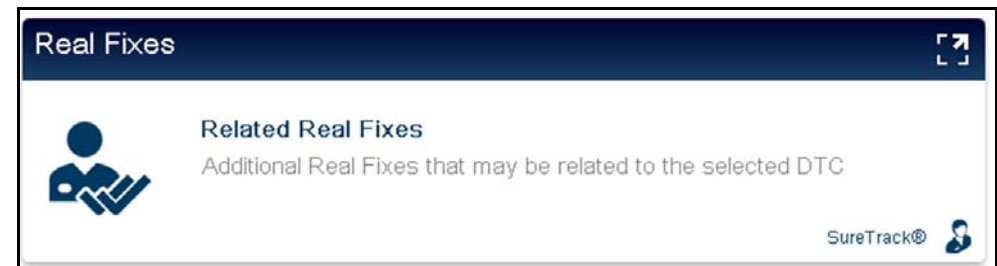 Real Fixes
Related Real Fixes
Additional Real Fixes that may be related to the selected DTC
SureTrack®